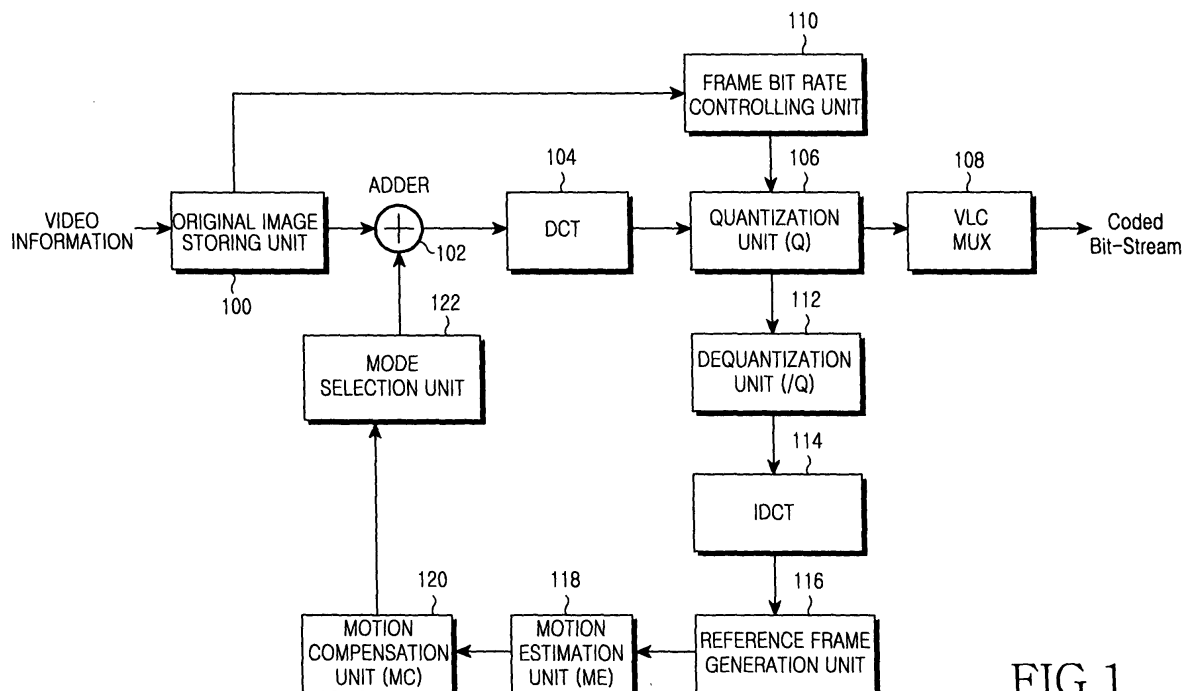 110
FRAME BIT RATE
CONTROLLING UNIT
104
106
108
ADDER
VIDEO
INFORMATION
ORIGINAL IMAGE
STORING UNIT
DCT
QUANTIZATION
UNIT (Q)
VLC
MUX
Coded
Bit-Stream
102
100
122
112
MODE
SELECTION UNIT
DEQUANTIZATION
UNIT (/Q)
114
IDCT
120
118
116
MOTION
COMPENSATION
UNIT (MC)
MOTION
ESTIMATION
UNIT (ME)
REFERENCE FRAME
GENERATION UNIT
FIG.1